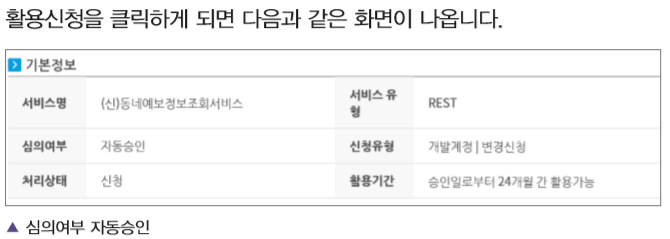 활용신청을 클릭하게 되면 다음과 같은 화면이 나옵니다.
기본정보
서비스명 (신)동네예보정보조회서비스 서비스 유형 REST
심의여부 자동승인 신청유형 개발계정 | 변경신청
처리상태 신청 활용기간 승인일로부터 24개월 간 활용가능
▲ 심의여부 자동승인